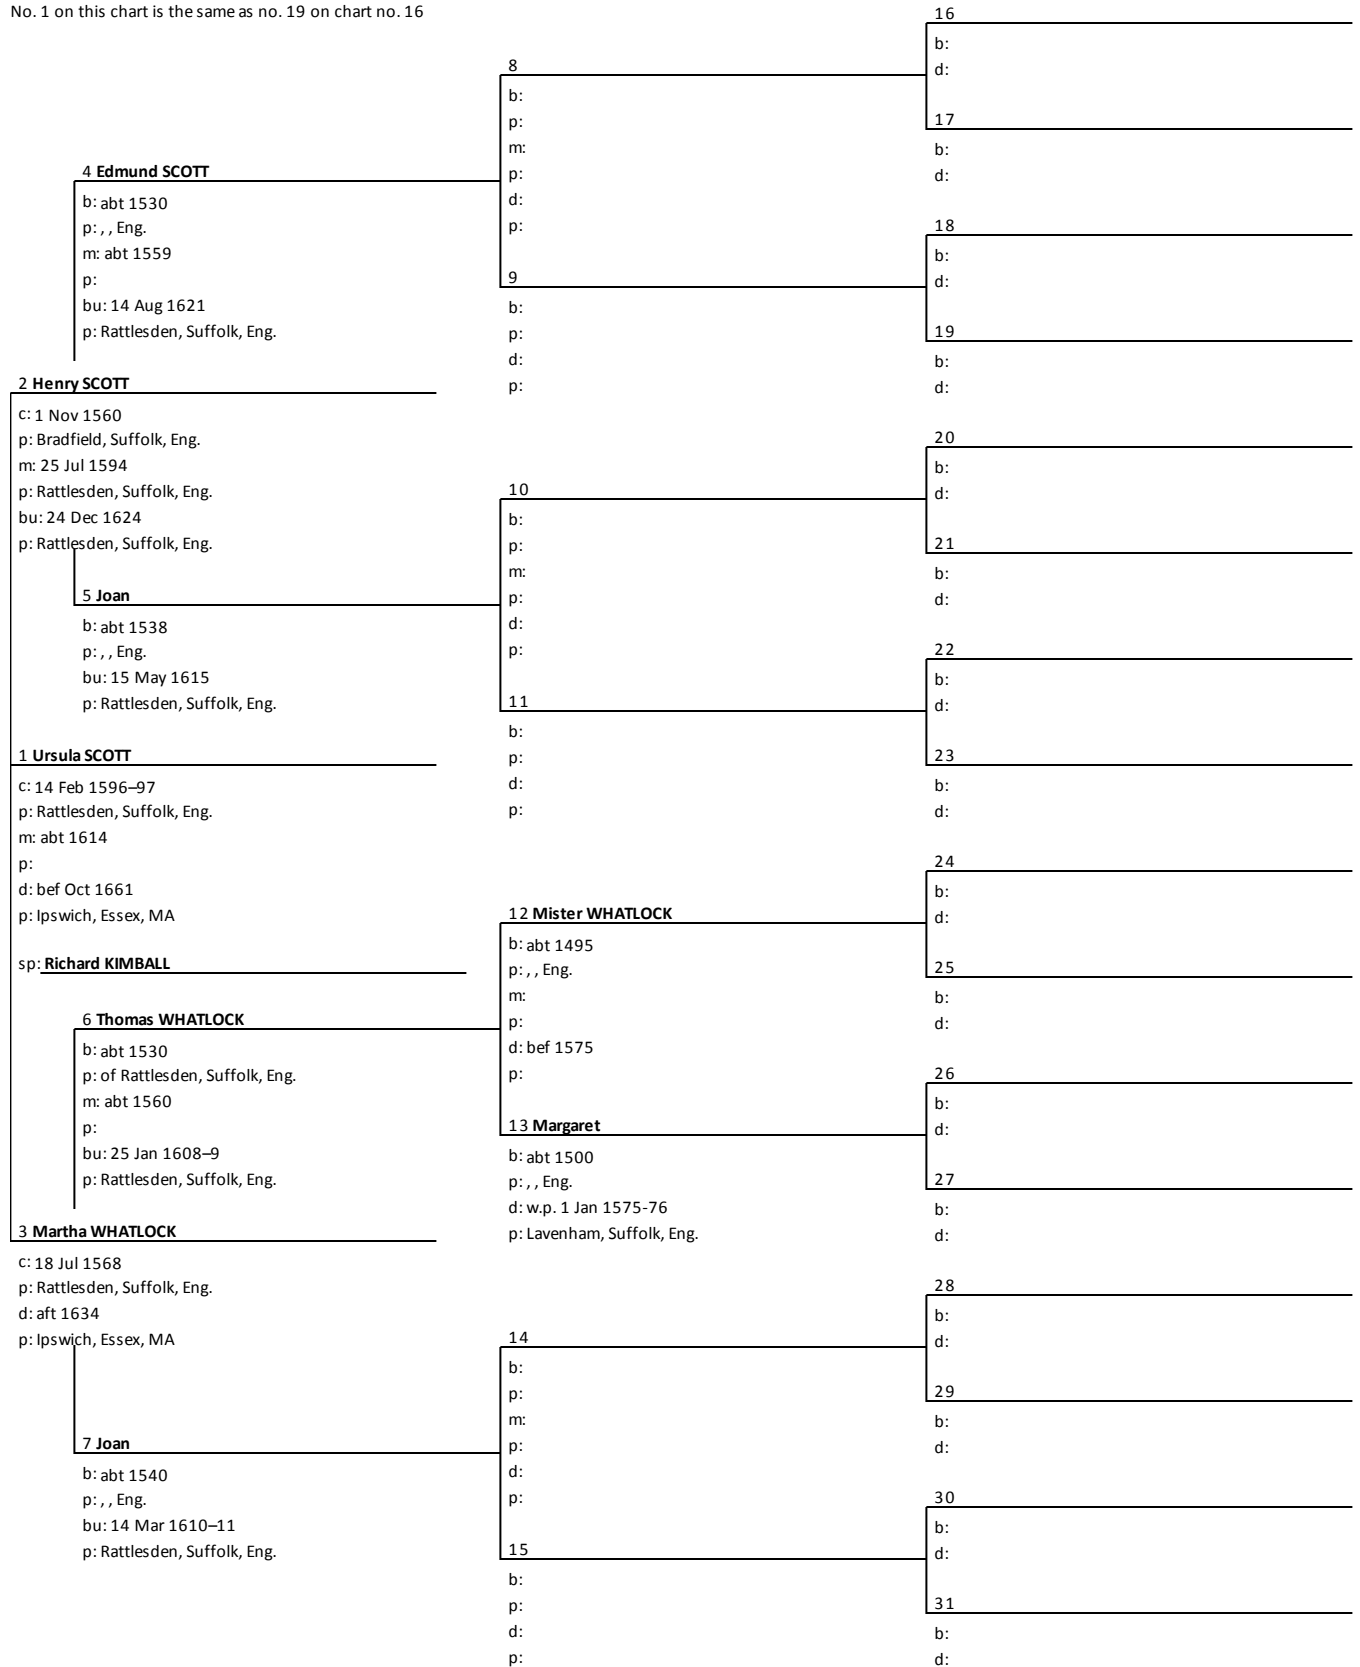 No. 1 on this chart is the same as no. 19 on chart no. 16
4 Edmund SCOTT
b: abt 1530
p: , , Eng.
m: abt 1559
p:
bu: 14 Aug 1621
p: Rattlesden, Suffolk, Eng.
2 Henry SCOTT
c: 1 Nov 1560
p: Bradfield, Suffolk, Eng.
m: 25 Jul 1594
p: Rattlesden, Suffolk, Eng.
bu: 24 Dec 1624
p: Rattlesden, Suffolk, Eng.
5 Joan
b: abt 1538
p: , , Eng.
bu: 15 May 1615
p: Rattlesden, Suffolk, Eng.
1 Ursula SCOTT
c: 14 Feb 1596–97
p: Rattlesden, Suffolk, Eng.
m: abt 1614
p:
d: bef Oct 1661
p: Ipswich, Essex, MA
sp: Richard KIMBALL
6 Thomas WHATLOCK
b: abt 1530
p: of Rattlesden, Suffolk, Eng.
m: abt 1560
p:
bu: 25 Jan 1608–9
p: Rattlesden, Suffolk, Eng.
3 Martha WHATLOCK
c: 18 Jul 1568
p: Rattlesden, Suffolk, Eng.
d: aft 1634
p: Ipswich, Essex, MA
7 Joan
b: abt 1540
p: , , Eng.
bu: 14 Mar 1610–11
p: Rattlesden, Suffolk, Eng.
8
b:
p:
m:
p:
d:
p:
9
b:
p:
d:
p:
10
b:
p:
m:
p:
d:
p:
11
b:
p:
d:
p:
12 Mister WHATLOCK
b: abt 1495
p: , , Eng.
m:
p:
d: bef 1575
p:
13 Margaret
b: abt 1500
p: , , Eng.
d: w.p. 1 Jan 1575-76
p: Lavenham, Suffolk, Eng.
14
b:
p:
m:
p:
d:
p:
15
b:
p:
d:
p:
16
b:
d:
17
b:
d:
18
b:
d:
19
b:
d:
20
b:
d:
21
b:
d:
22
b:
d:
23
b:
d:
24
b:
d:
25
b:
d:
26
b:
d:
27
b:
d:
28
b:
d:
29
b:
d:
30
b:
d:
31
b:
d: